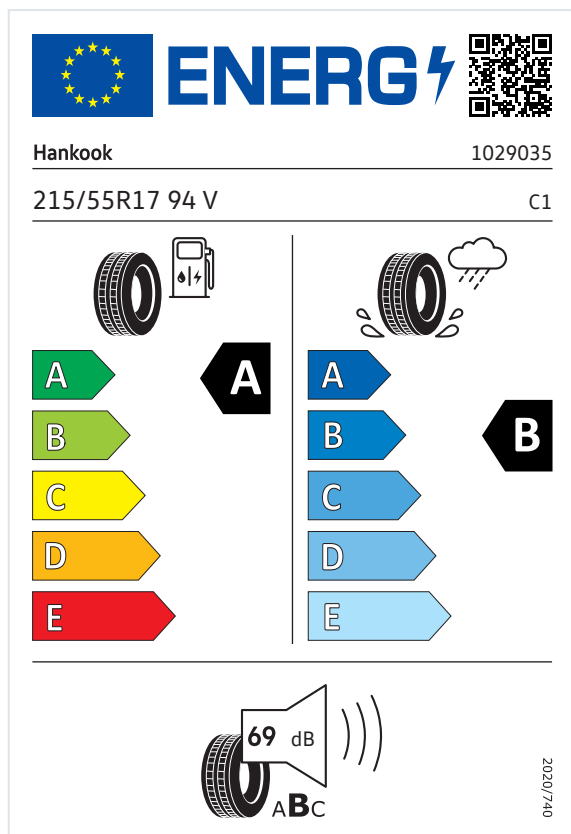 ENERG
Hankook 1029035
215/55R17 94 V C1
A A A
B B B
C C
D D
E E
69 dB
ABC
2020/740